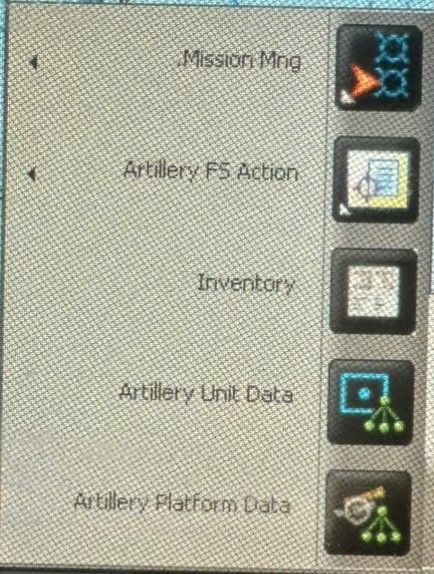 .Mission Mng
Artillery FS Action
Inventory
Artillery Unit Data
Artillery Platform Data